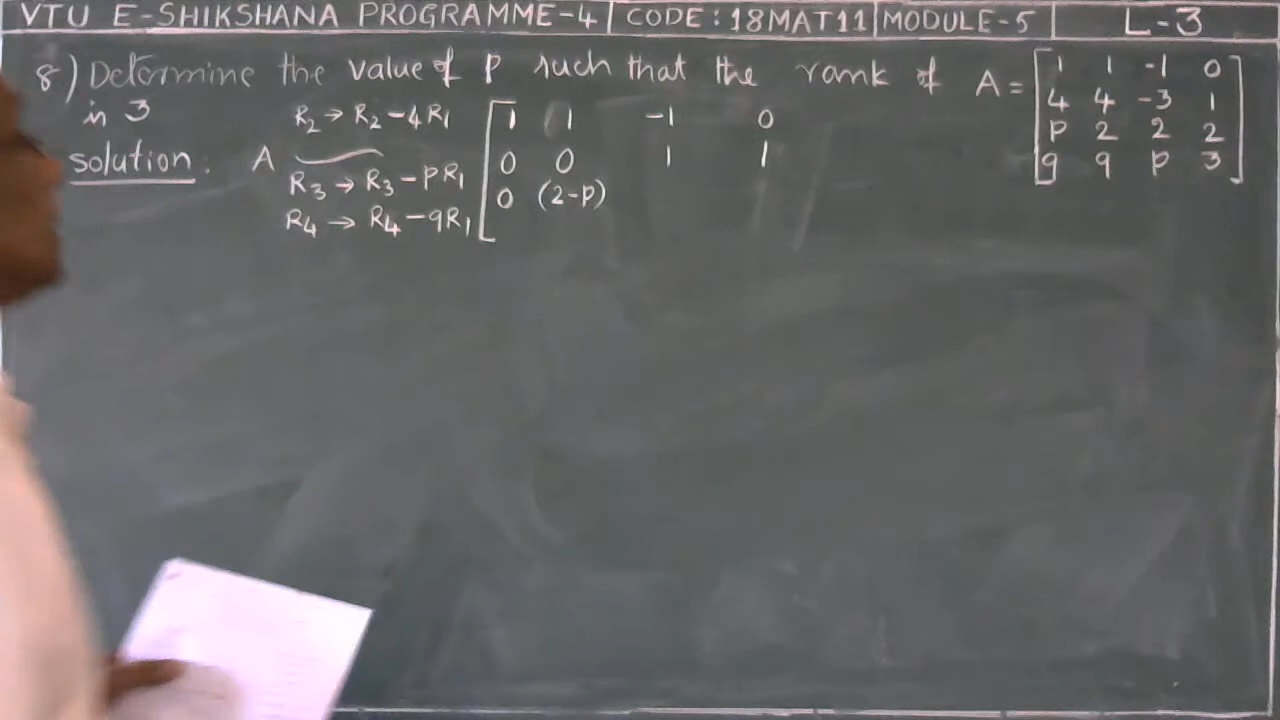 VTU E-SHIKSHANA PROGRAMME-4 CODE: 18MAT11 MODULE-5 L-3
8) Determine the value of P such that the rank of A = [1 1 -1 0
4 4 -3 1
P 2 2 2
9 9 P 3]
is 3
solution. A
R2 → R2 - 4R1
R3 → R3 - PR1
R4 → R4 - 9R1
[1 1 -1 0
0 0 1 1
0 (2-P)